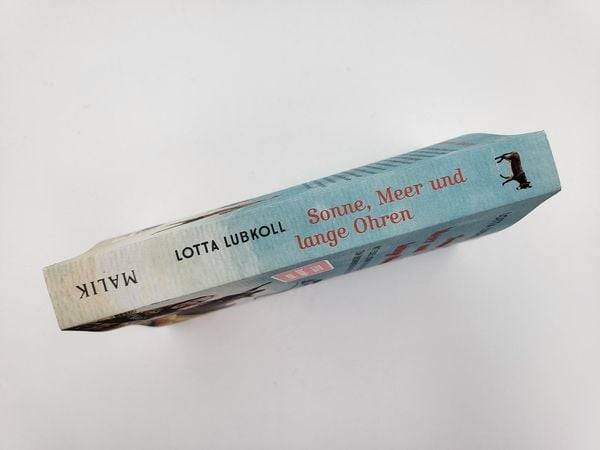 MALIK
LOTTA LUBKOLL
Sonne, Meer und
lange Ohren